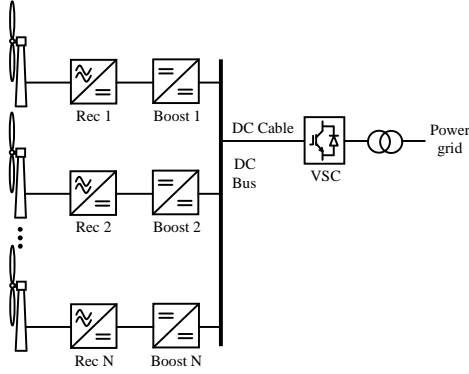 Rec 1
Boost 1
DC Cable
DC
Bus
VSC
Power
grid
Rec 2
Boost 2
Rec N
Boost N